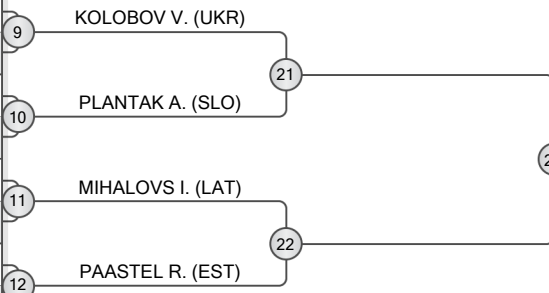 KOLOBOV V. (UKR)
9
21
PLANTAK A. (SLO)
10
MIHALOVS I. (LAT)
11
22
PAASTEL R. (EST)
12